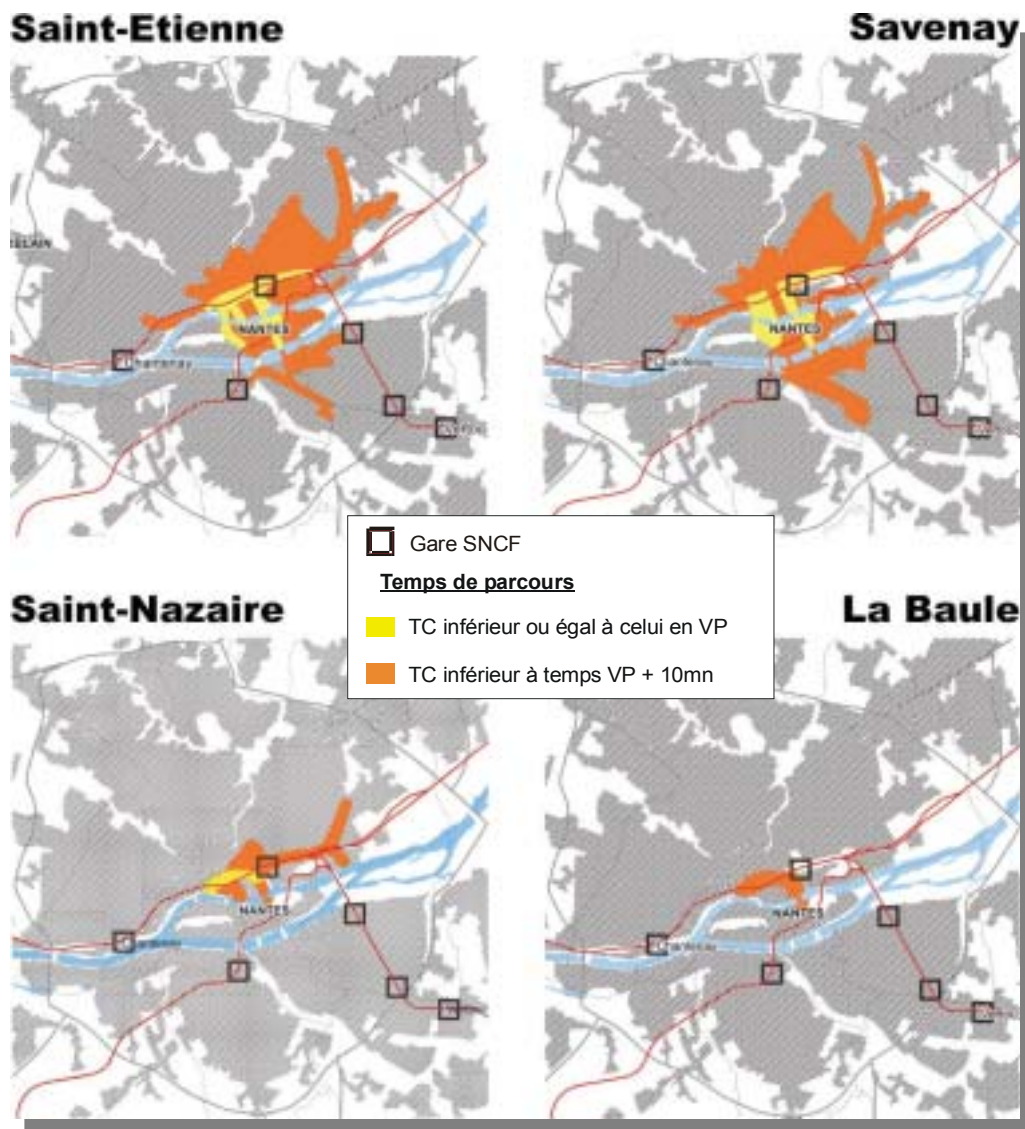 Saint-Etienne
Savenay
NANTES
NANTES
Gare SNCF
Temps de parcours
TC inférieur ou égal à celui en VP
TC inférieur à temps VP + 10mn
Saint-Nazaire
La Baule
NANTES
NANTES